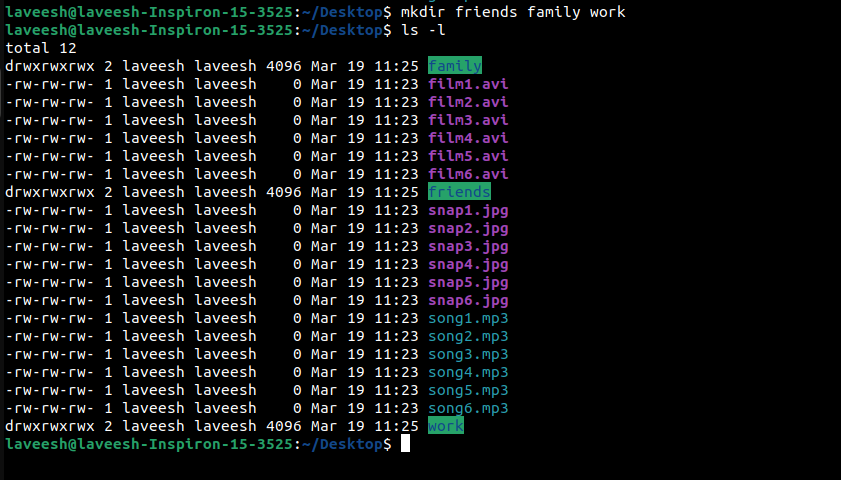 laveesh@laveesh-Inspiron-15-3525:~/Desktop$ mkdir friends family work
laveesh@laveesh-Inspiron-15-3525:~/Desktop$ ls -l
total 12
drwxrwxrwx 2 laveesh laveesh 4096 Mar 19 11:25 family
-rw-rw-rw- 1 laveesh laveesh    0 Mar 19 11:23 film1.avi
-rw-rw-rw- 1 laveesh laveesh    0 Mar 19 11:23 film2.avi
-rw-rw-rw- 1 laveesh laveesh    0 Mar 19 11:23 film3.avi
-rw-rw-rw- 1 laveesh laveesh    0 Mar 19 11:23 film4.avi
-rw-rw-rw- 1 laveesh laveesh    0 Mar 19 11:23 film5.avi
-rw-rw-rw- 1 laveesh laveesh    0 Mar 19 11:23 film6.avi
drwxrwxrwx 2 laveesh laveesh 4096 Mar 19 11:25 friends
-rw-rw-rw- 1 laveesh laveesh    0 Mar 19 11:23 snap1.jpg
-rw-rw-rw- 1 laveesh laveesh    0 Mar 19 11:23 snap2.jpg
-rw-rw-rw- 1 laveesh laveesh    0 Mar 19 11:23 snap3.jpg
-rw-rw-rw- 1 laveesh laveesh    0 Mar 19 11:23 snap4.jpg
-rw-rw-rw- 1 laveesh laveesh    0 Mar 19 11:23 snap5.jpg
-rw-rw-rw- 1 laveesh laveesh    0 Mar 19 11:23 snap6.jpg
-rw-rw-rw- 1 laveesh laveesh    0 Mar 19 11:23 song1.mp3
-rw-rw-rw- 1 laveesh laveesh    0 Mar 19 11:23 song2.mp3
-rw-rw-rw- 1 laveesh laveesh    0 Mar 19 11:23 song3.mp3
-rw-rw-rw- 1 laveesh laveesh    0 Mar 19 11:23 song4.mp3
-rw-rw-rw- 1 laveesh laveesh    0 Mar 19 11:23 song5.mp3
-rw-rw-rw- 1 laveesh laveesh    0 Mar 19 11:23 song6.mp3
drwxrwxrwx 2 laveesh laveesh 4096 Mar 19 11:25 work
laveesh@laveesh-Inspiron-15-3525:~/Desktop$